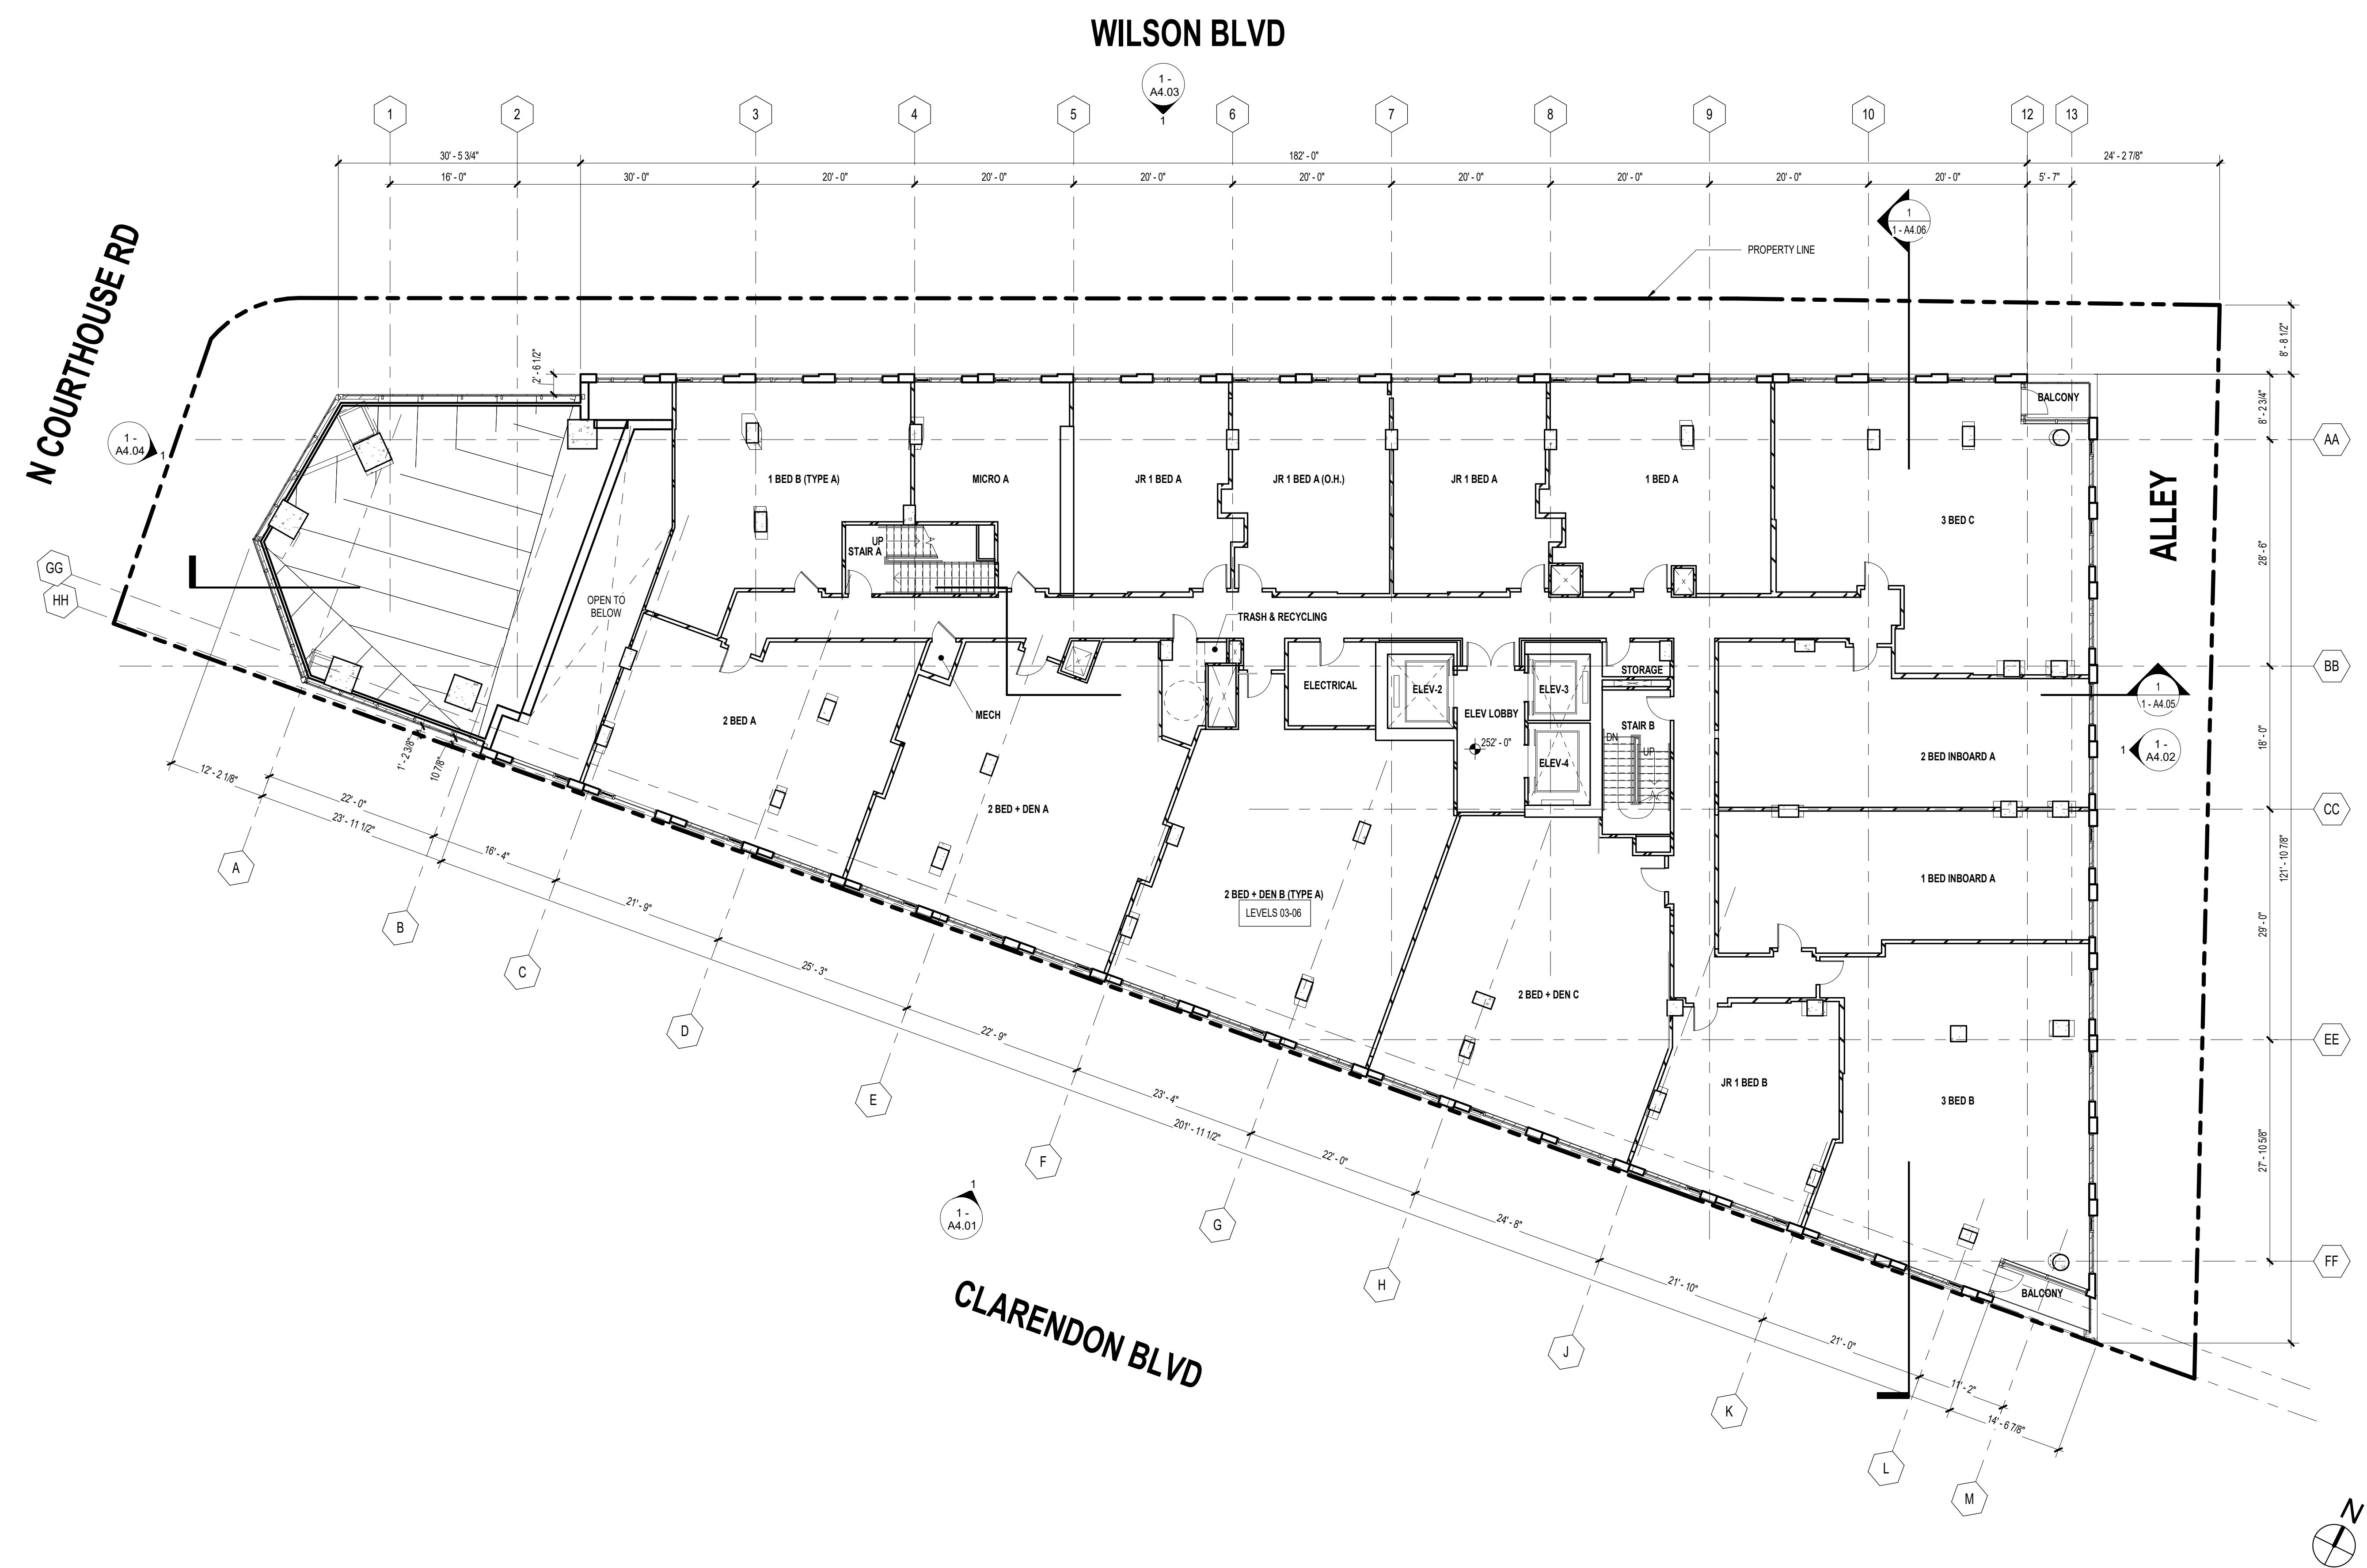 WILSON BLVD
1 -
A4.03
1
1
2
3
4
5
6
7
8
9
10
12
13
30' - 5 3/4"
182' - 0"
24' - 2 7/8"
16' - 0"
30' - 0"
20' - 0"
20' - 0"
20' - 0"
20' - 0"
20' - 0"
20' - 0"
20' - 0"
20' - 0"
5' - 7"
1
1 - A4.06
PROPERTY LINE
N COURTHOUSE RD
1 -
A4.04
1
2' - 6 1/2"
8' - 8 1/2"
8' - 2 3/4"
BALCONY
AA
1 BED B (TYPE A)
MICRO A
JR 1 BED A
JR 1 BED A (O.H.)
JR 1 BED A
1 BED A
3 BED C
ALLEY
28' - 6"
UP
STAIR A
GG
HH
OPEN TO
BELOW
TRASH & RECYCLING
BB
ELECTRICAL
ELEV-2
ELEV-3
STORAGE
1
1 - A4.05
MECH
2 BED A
ELEV LOBBY
STAIR B
DN
UP
252' - 0"
ELEV-4
2 BED INBOARD A
1
1 -
A4.02
18' - 0"
1' - 2 3/8"
10 7/8"
12' - 2 1/8"
22' - 0"
23' - 11 1/2"
2 BED + DEN A
CC
121' - 10 7/8"
A
16' - 4"
2 BED + DEN B (TYPE A)
LEVELS 03-06
1 BED INBOARD A
29' - 0"
B
21' - 9"
C
25' - 3"
2 BED + DEN C
D
22' - 9"
EE
JR 1 BED B
3 BED B
E
23' - 4"
201' - 11 1/2"
27' - 10 5/8"
F
22' - 0"
1
1 -
A4.01
G
24' - 8"
FF
H
21' - 10"
BALCONY
CLARENDON BLVD
J
21' - 0"
K
11' - 2"
14' - 6 7/8"
L
M
N